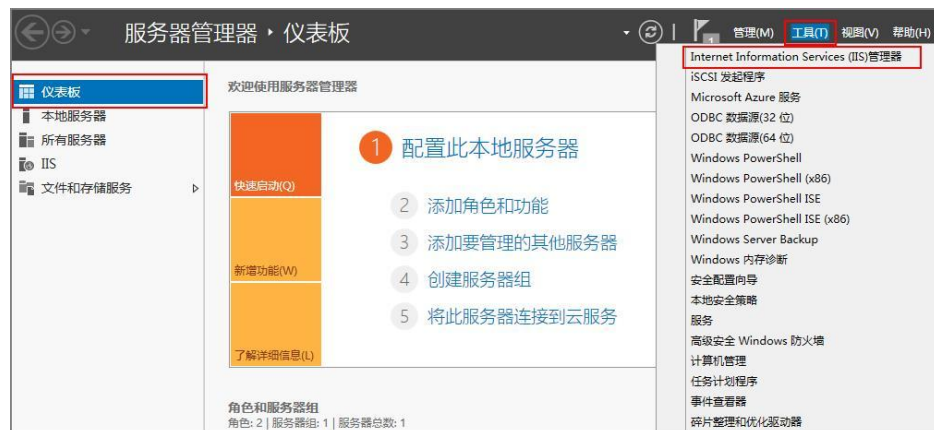 服务器管理器 · 仪表板
1
管理(M) 工具(T) 视图(V) 帮助(H)
仪表板
本地服务器
所有服务器
IIS
文件和存储服务
欢迎使用服务器管理器
快速启动(Q)
新增功能(W)
了解详细信息(L)
1 配置此本地服务器
2 添加角色和功能
3 添加要管理的其他服务器
4 创建服务器组
5 将此服务器连接到云服务
角色和服务器组
角色: 2 | 服务器组: 1 | 服务器总数: 1
Internet Information Services (IIS)管理器
iSCSI 发起程序
Microsoft Azure 服务
ODBC 数据源(32 位)
ODBC 数据源(64 位)
Windows PowerShell
Windows PowerShell (x86)
Windows PowerShell ISE
Windows PowerShell ISE (x86)
Windows Server Backup
Windows 内存诊断
安全配置向导
本地安全策略
服务
高级安全 Windows 防火墙
计算机管理
任务计划程序
事件查看器
碎片整理和优化驱动器